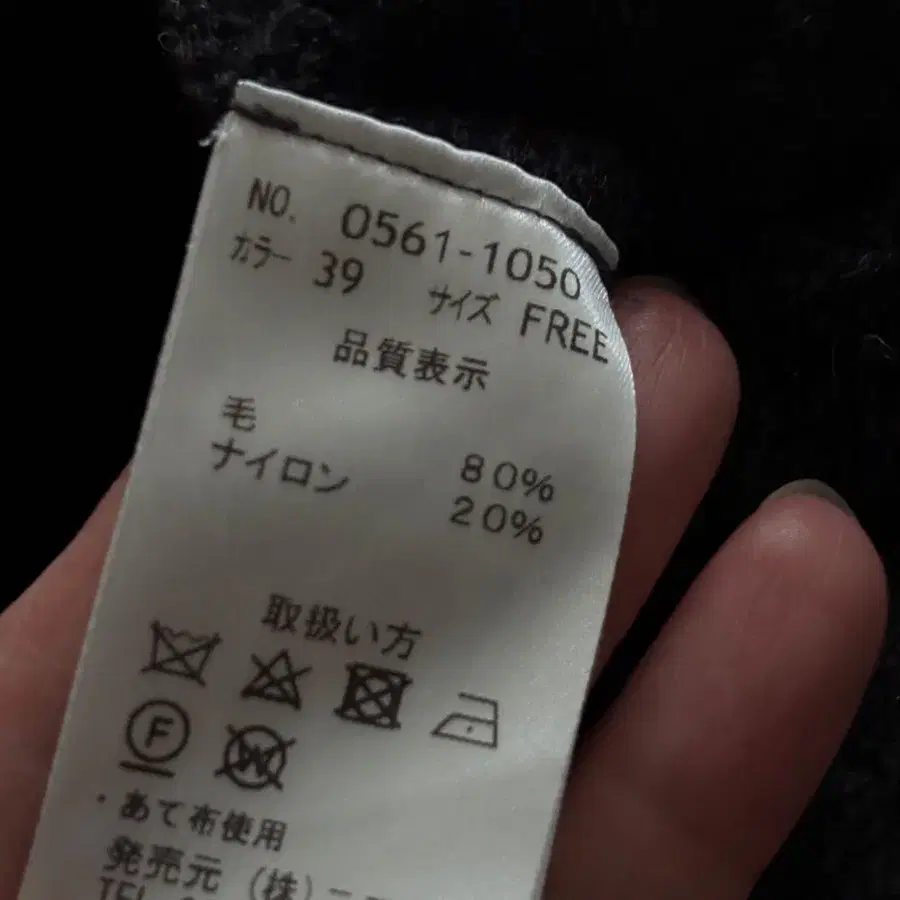 NO. 0561-1050
カラー 39 サイズ FREE
品質表示
毛 80%
ナイロン 20%
取扱い方
F
W
・あて布使用
発売元 (株)
TEL